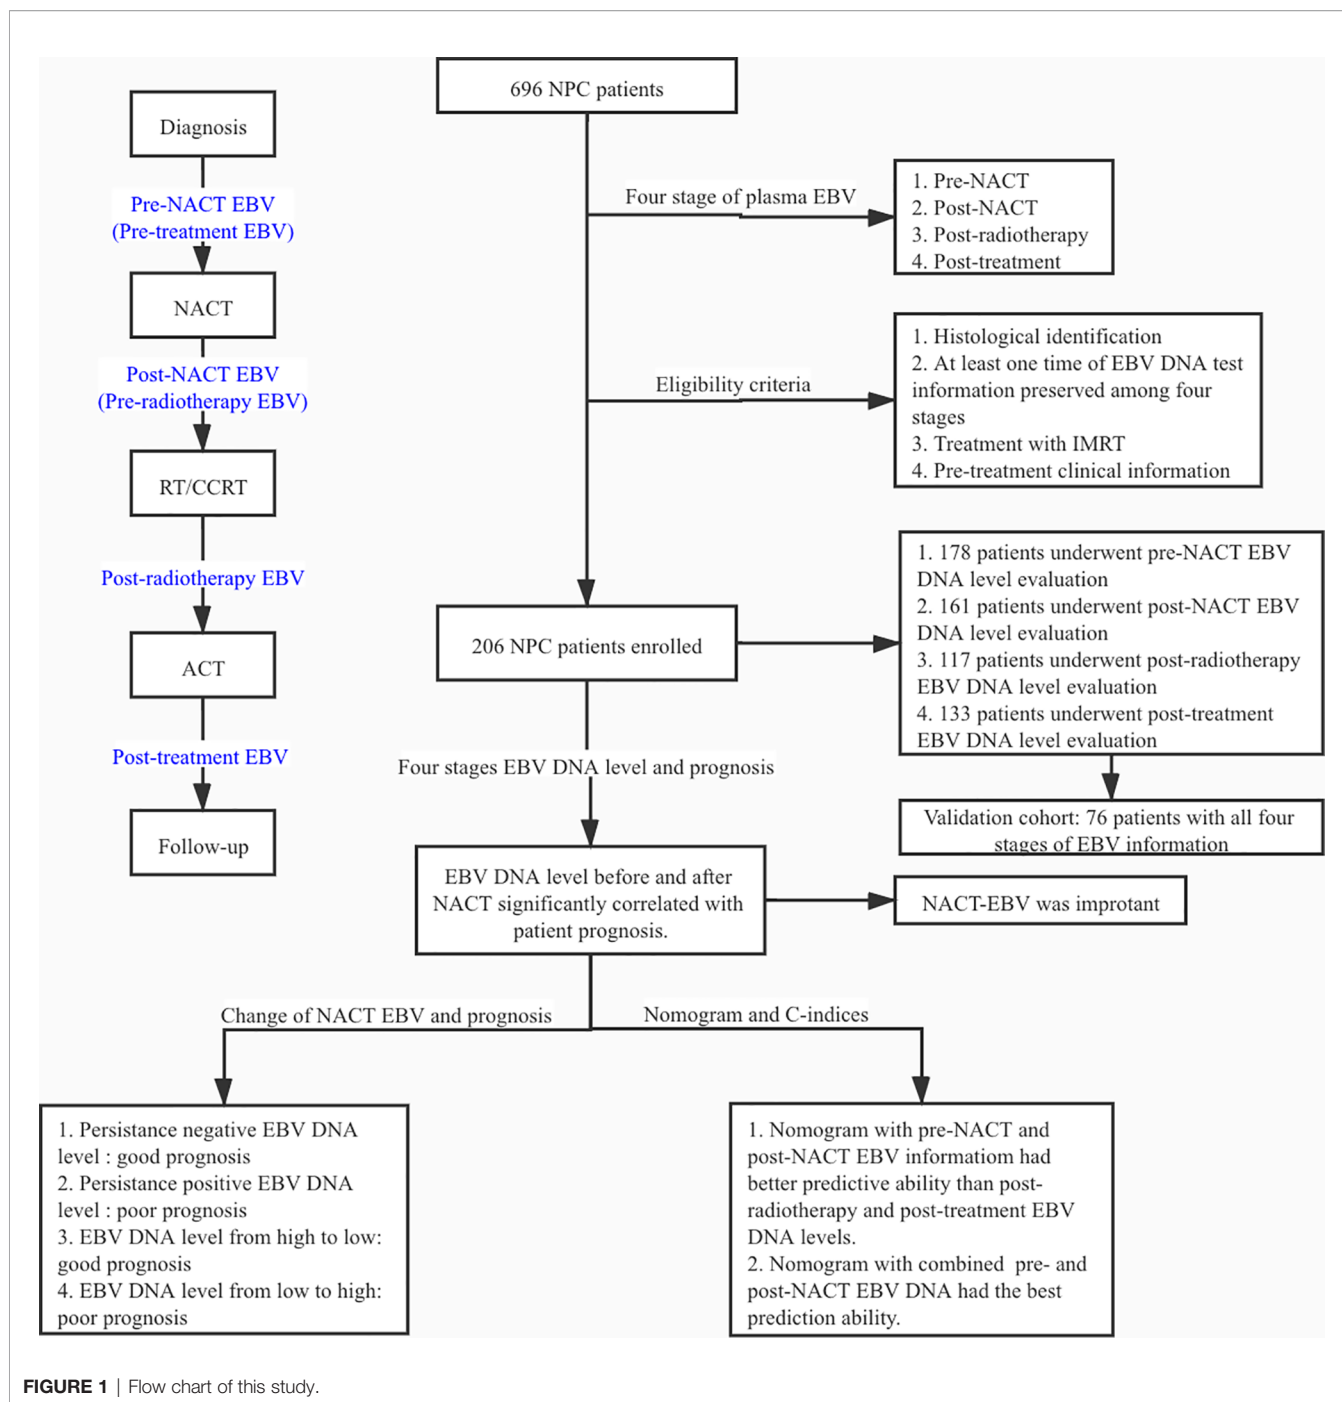 Diagnosis
Pre-NACT EBV
(Pre-treatment EBV)
NACT
Post-NACT EBV
(Pre-radiotherapy EBV)
RT/CCRT
Post-radiotherapy EBV
ACT
Post-treatment EBV
Follow-up
696 NPC patients
Four stage of plasma EBV
1. Pre-NACT
2. Post-NACT
3. Post-radiotherapy
4. Post-treatment
Eligibility criteria
1. Histological identification
2. At least one time of EBV DNA test
information preserved among four
stages
3. Treatment with IMRT
4. Pre-treatment clinical information
206 NPC patients enrolled
1. 178 patients underwent pre-NACT EBV
DNA level evaluation
2. 161 patients underwent post-NACT EBV
DNA level evaluation
3. 117 patients underwent post-radiotherapy
EBV DNA level evaluation
4. 133 patients underwent post-treatment
EBV DNA level evaluation
Validation cohort: 76 patients with all four
stages of EBV information
Four stages EBV DNA level and prognosis
EBV DNA level before and after
NACT significantly correlated with
patient prognosis.
NACT-EBV was improtant
Change of NACT EBV and prognosis
Nomogram and C-indices
1. Persistance negative EBV DNA
level : good prognosis
2. Persistance positive EBV DNA
level : poor prognosis
3. EBV DNA level from high to low:
good prognosis
4. EBV DNA level from low to high:
poor prognosis
1. Nomogram with pre-NACT and
post-NACT EBV informatiom had
better predictive ability than post-
radiotherapy and post-treatment EBV
DNA levels.
2. Nomogram with combined pre- and
post-NACT EBV DNA had the best
prediction ability.
FIGURE 1 | Flow chart of this study.